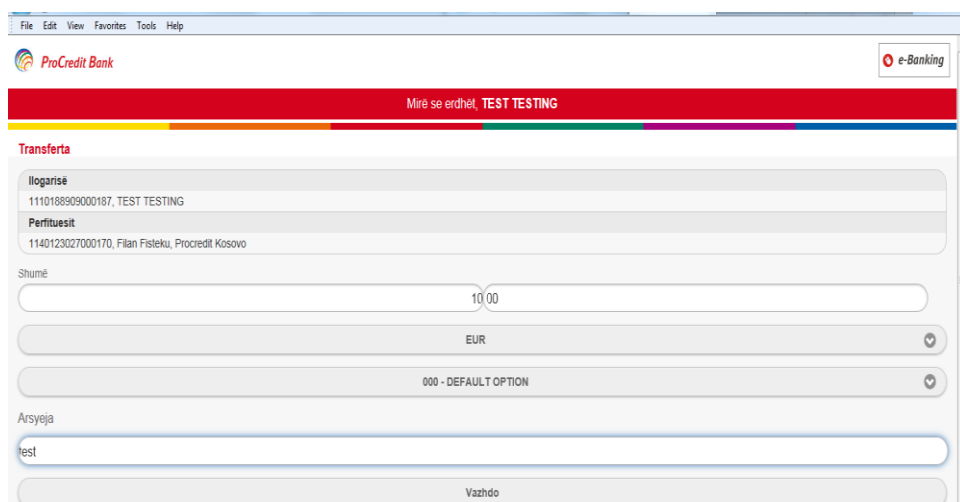 File Edit View Favorites Tools Help
ProCredit Bank
e-Banking
Mirë se erdhët, TEST TESTING
Transferta
llogarisë
1110188909000187, TEST TESTING
Perfituesit
1140123027000170, Filan Fisteku, Procredit Kosovo
Shumë
10 00
EUR
000 - DEFAULT OPTION
Arsyeja
test
Vazhdo